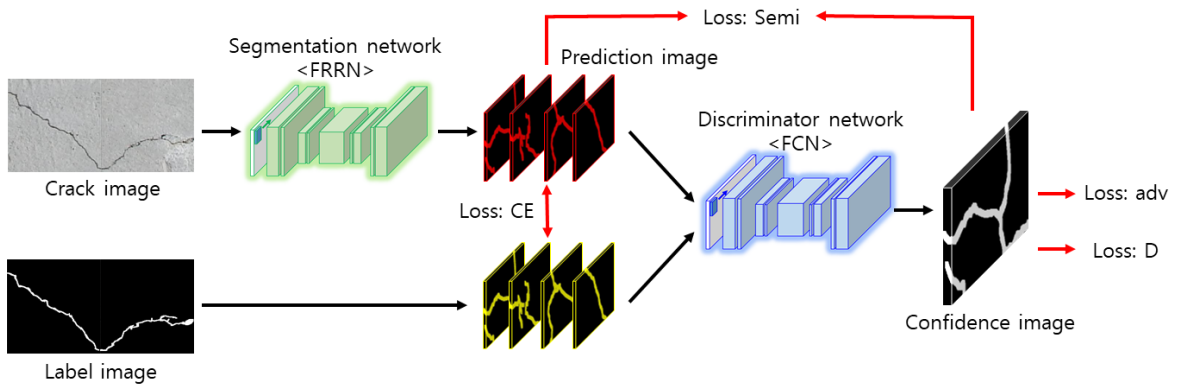 Loss: Semi
Segmentation network
<FRRN>
Prediction image
Discriminator network
<FCN>
Crack image
Loss: CE
Loss: adv
Loss: D
Confidence image
Label image